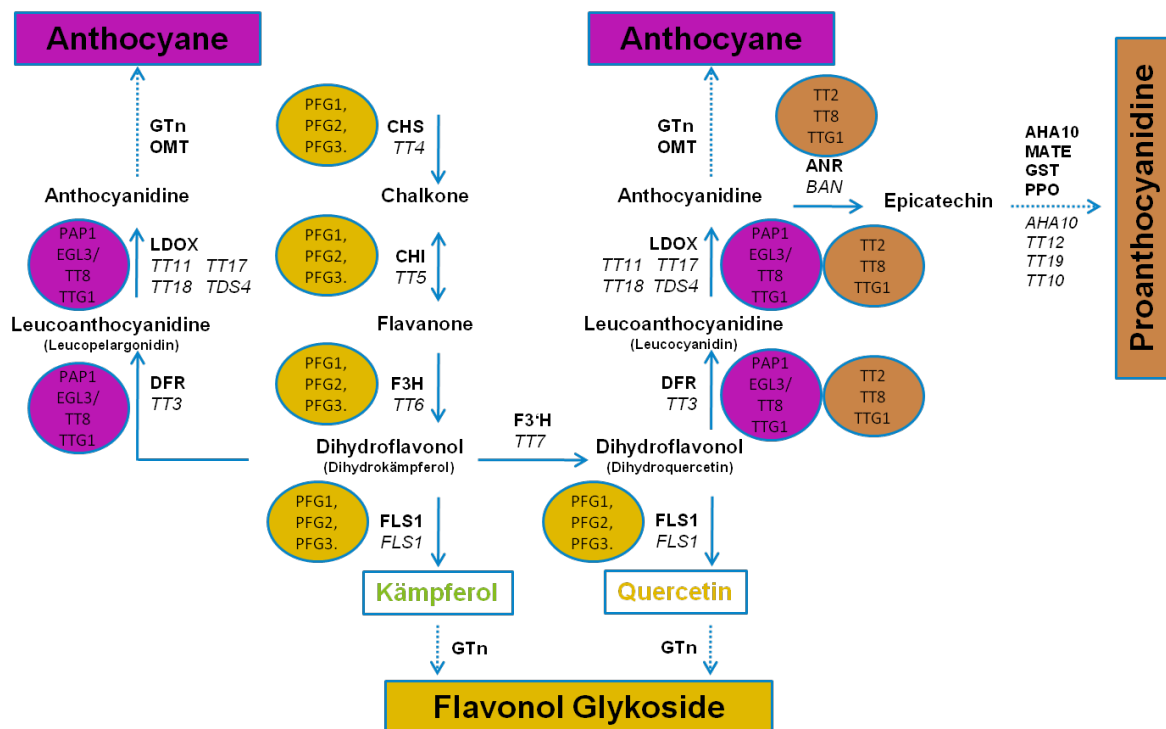 Anthocyane
GTn
OMT
Anthocyanidine
PAP1
EGL3/
TT8
TTG1
LDOX
TT11 TT17
TT18 TDS4
Leucoanthocyanidine
(Leucopelargonidin)
PAP1
EGL3/
TT8
TTG1
DFR
TT3
PFG1,
PFG2,
PFG3.
CHS
TT4
Chalkone
PFG1,
PFG2,
PFG3.
CHI
TT5
Flavanone
PFG1,
PFG2,
PFG3.
F3H
TT6
Dihydroflavonol
(Dihydrokämpferol)
F3'H
TT7
PFG1,
PFG2,
PFG3.
FLS1
FLS1
Kämpferol
GTn
Anthocyane
GTn
OMT
Anthocyanidine
LDOX
TT11 TT17
TT18 TDS4
PAP1
EGL3/
TT8
TTG1
TT2
TT8
TTG1
Leucoanthocyanidine
(Leucocyanidin)
DFR
TT3
PAP1
EGL3/
TT8
TTG1
TT2
TT8
TTG1
Dihydroflavonol
(Dihydroquercetin)
PFG1,
PFG2,
PFG3.
FLS1
FLS1
Quercetin
GTn
Flavonol Glykoside
TT2
TT8
TTG1
ANR
BAN
Epicatechin
AHA10
MATE
GST
PPO
AHA10
TT12
TT19
TT10
Proanthocyanidine